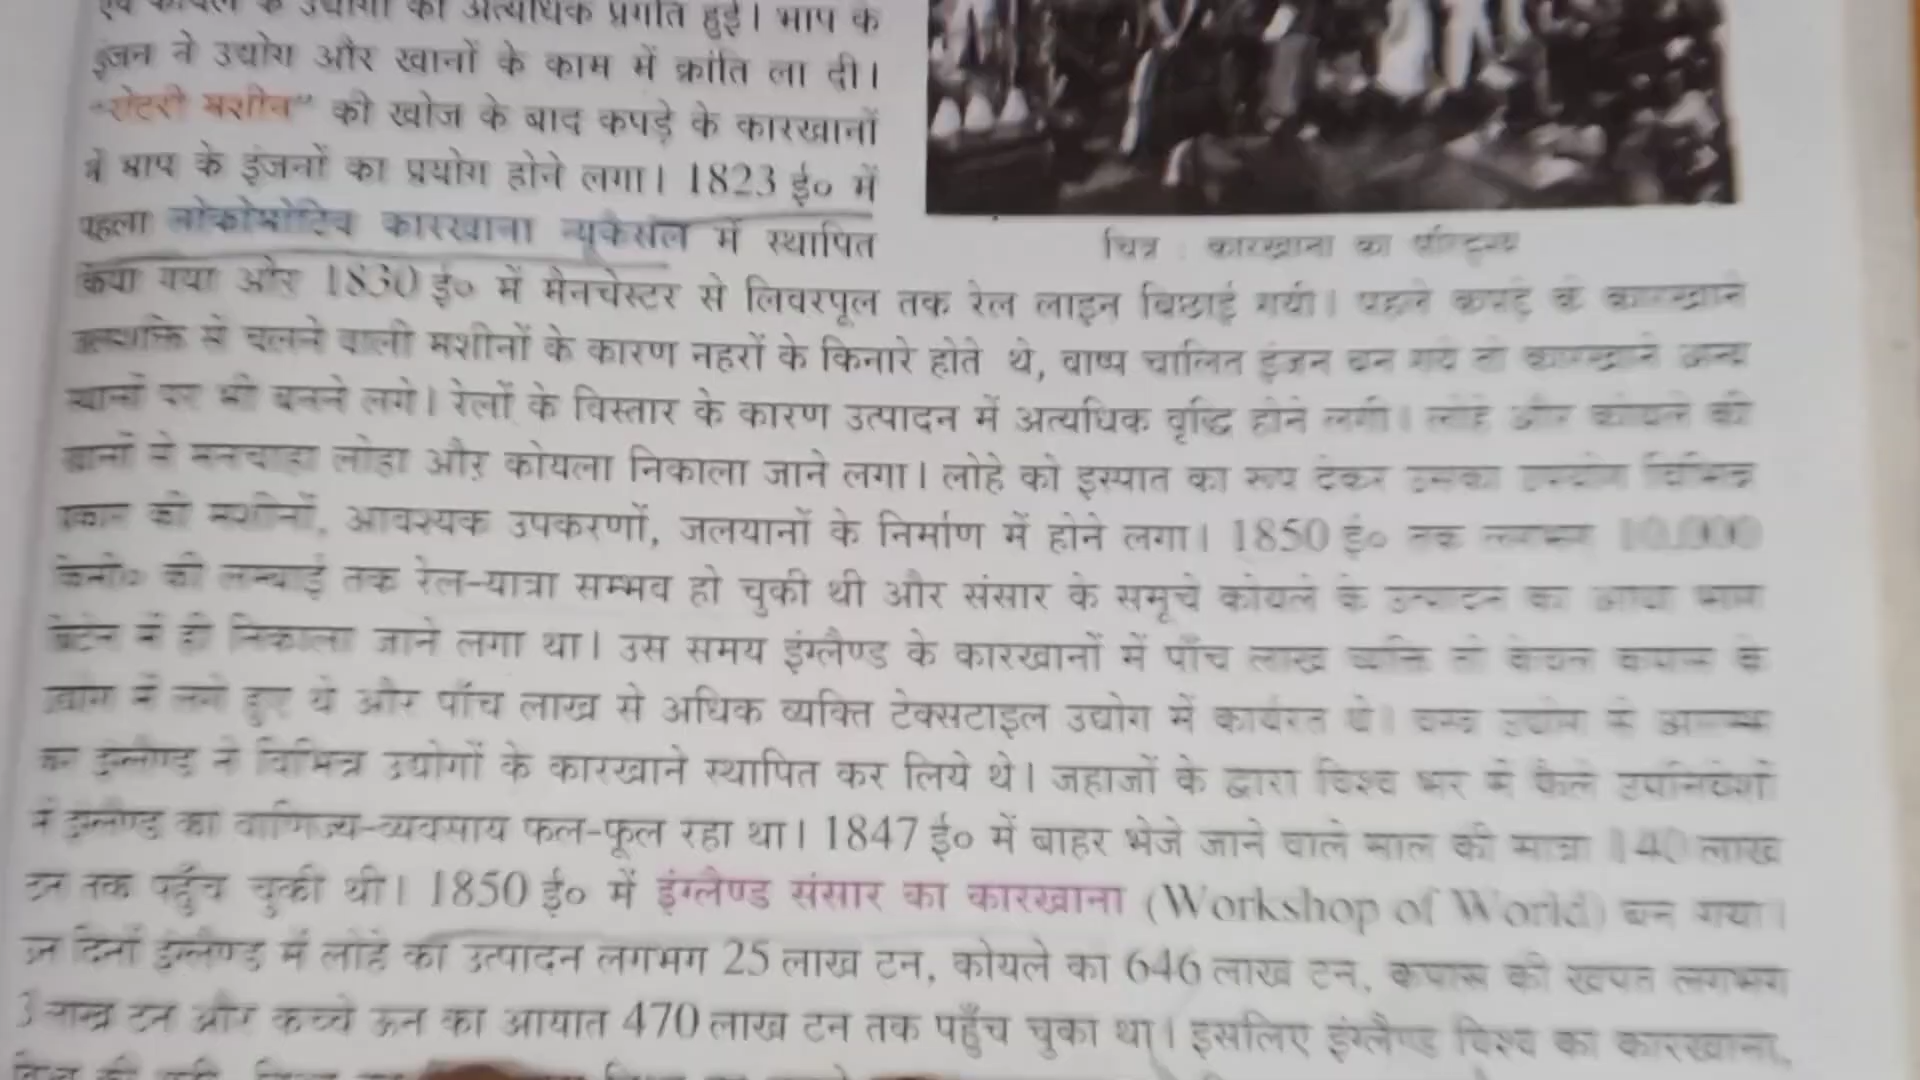 एवं कोयले के उद्योगों की अत्यधिक प्रगति हुई। भाप के
इंजन ने उद्योग और खानों के काम में क्रांति ला दी।
"रोटरी मशीन" की खोज के बाद कपड़े के कारखानों
में भाप के इंजनों का प्रयोग होने लगा। 1823 ई० में
पहला लोकोमोटिव कारखाना न्यूकैसल में स्थापित
चित्र : कारखाना का परिदृश्य
किया गया और 1830 ई० में मैनचेस्टर से लिवरपूल तक रेल लाइन बिछाई गयी। पहले कपड़े के कारखाने
जलशक्ति से चलने वाली मशीनों के कारण नहरों के किनारे होते थे, वाष्प चालित इंजन बन गये तो कारखाने अन्य
स्थानों पर भी बनने लगे। रेलों के विस्तार के कारण उत्पादन में अत्यधिक वृद्धि होने लगी। लोहे और कोयले की
खानों से मनचाहा लोहा और कोयला निकाला जाने लगा। लोहे को इस्पात का रूप देकर उसका उपयोग विभिन्न
प्रकार की मशीनों, आवश्यक उपकरणों, जलयानों के निर्माण में होने लगा। 1850 ई० तक लगभग 10,000
कि०मी० की लम्बाई तक रेल-यात्रा सम्भव हो चुकी थी और संसार के समूचे कोयले के उत्पादन का आधा भाग
ब्रिटेन में ही निकाला जाने लगा था। उस समय इंग्लैण्ड के कारखानों में पाँच लाख व्यक्ति तो केवल कपास के
उद्योग में लगे हुए थे और पाँच लाख से अधिक व्यक्ति टेक्सटाइल उद्योग में कार्यरत थे। वस्त्र उद्योग से आरम्भ
कर इंग्लैण्ड ने विभिन्न उद्योगों के कारखाने स्थापित कर लिये थे। जहाजों के द्वारा विश्व भर में फैले उपनिवेशों
में इंग्लैण्ड का वाणिज्य-व्यवसाय फल-फूल रहा था। 1847 ई० में बाहर भेजे जाने वाले माल की मात्रा 140 लाख
टन तक पहुँच चुकी थी। 1850 ई० में इंग्लैण्ड संसार का कारखाना (Workshop of World) बन गया।
उन दिनों इंग्लैण्ड में लोहे का उत्पादन लगभग 25 लाख टन, कोयले का 646 लाख टन, कपास की खपत लगभग
3 लाख टन और कच्चे ऊन का आयात 470 लाख टन तक पहुँच चुका था। इसलिए इंग्लैण्ड विश्व का कारखाना,